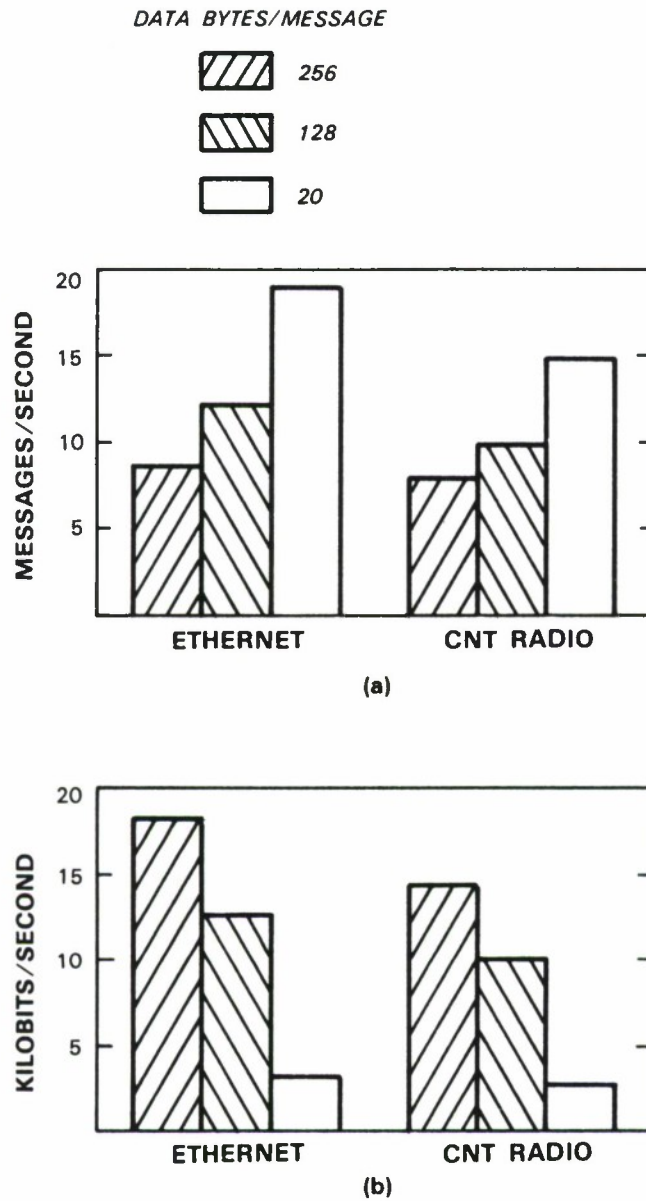 DATA BYTES/MESSAGE
256
128
20
MESSAGES/SECOND
20
15
10
5
ETHERNET CNT RADIO
(a)
KILOBITS/SECOND
20
15
10
5
ETHERNET CNT RADIO
(b)